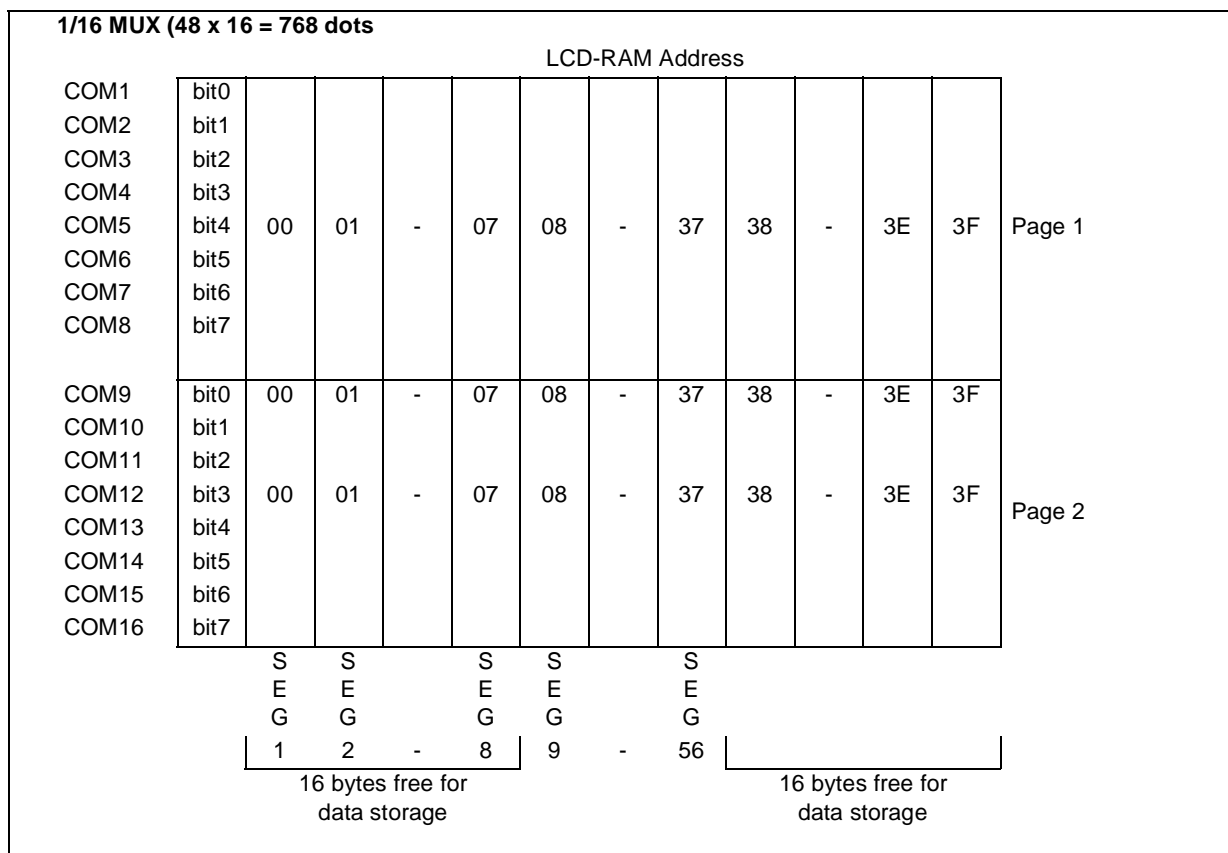 1/16 MUX (48 x 16 = 768 dots
LCD-RAM Address
COM1 bit0
COM2 bit1
COM3 bit2
COM4 bit3
COM5 bit4 00 01 - 07 08 - 37 38 - 3E 3F Page 1
COM6 bit5
COM7 bit6
COM8 bit7
COM9 bit0 00 01 - 07 08 - 37 38 - 3E 3F
COM10 bit1
COM11 bit2
COM12 bit3 00 01 - 07 08 - 37 38 - 3E 3F
Page 2
COM13 bit4
COM14 bit5
COM15 bit6
COM16 bit7
S S S S S
E E E E E
G G G G G
1 2 - 8 9 - 56
16 bytes free for 16 bytes free for
data storage data storage